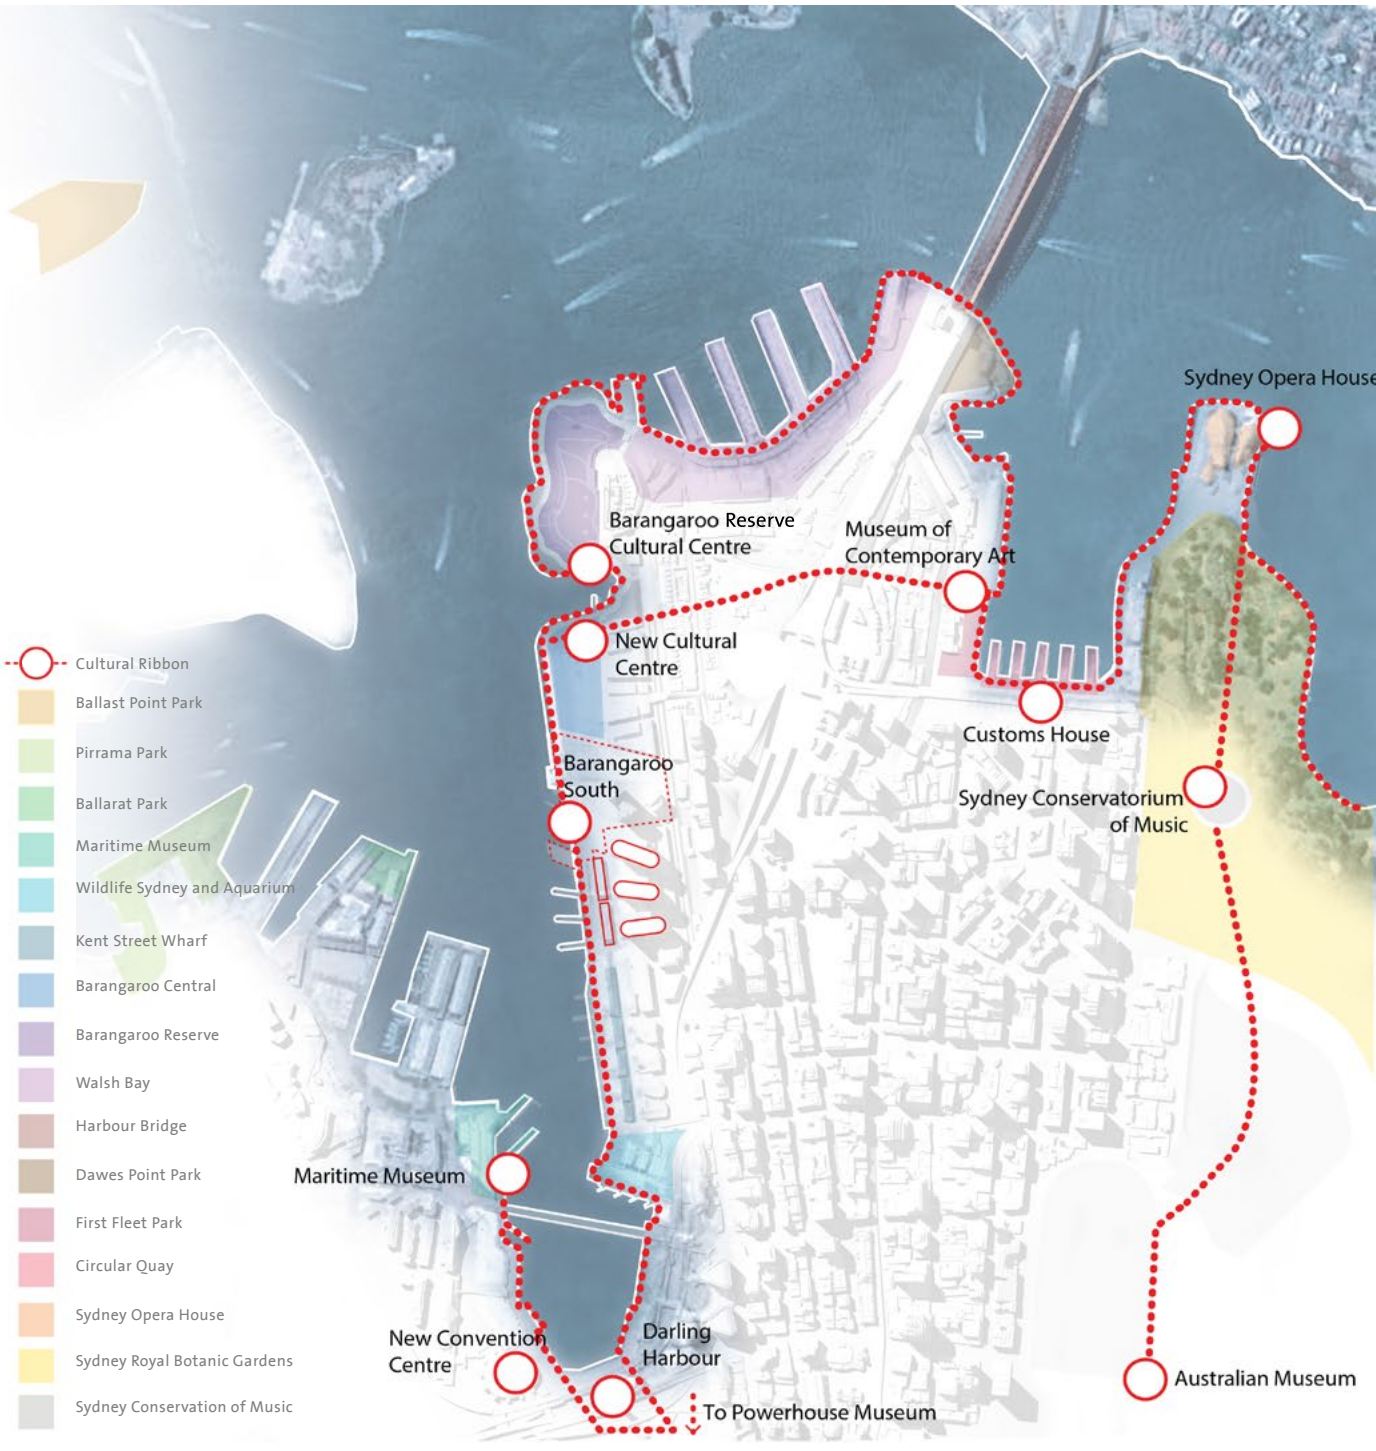 Sydney Opera House
Barangaroo Reserve
Cultural Centre
Museum of
Contemporary Art
New Cultural
Centre
Customs House
Barangaroo
South
Sydney Conservatorium
of Music
Maritime Museum
New Convention
Centre
Darling
Harbour
To Powerhouse Museum
Australian Museum
Cultural Ribbon
Ballast Point Park
Pirrama Park
Ballarat Park
Maritime Museum
Wildlife Sydney and Aquarium
Kent Street Wharf
Barangaroo Central
Barangaroo Reserve
Walsh Bay
Harbour Bridge
Dawes Point Park
First Fleet Park
Circular Quay
Sydney Opera House
Sydney Royal Botanic Gardens
Sydney Conservation of Music